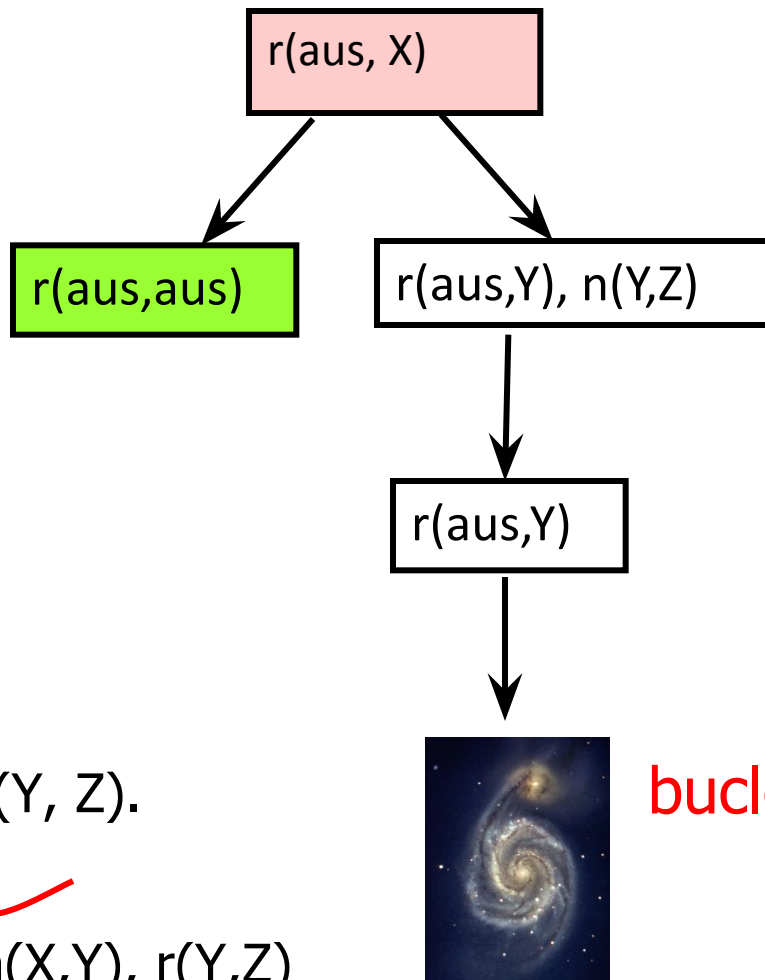 r(aus, X)
r(aus,aus)
r(aus,Y), n(Y,Z)
r(aus,Y)
(Y, Z).
(X,Y), r(Y,Z)